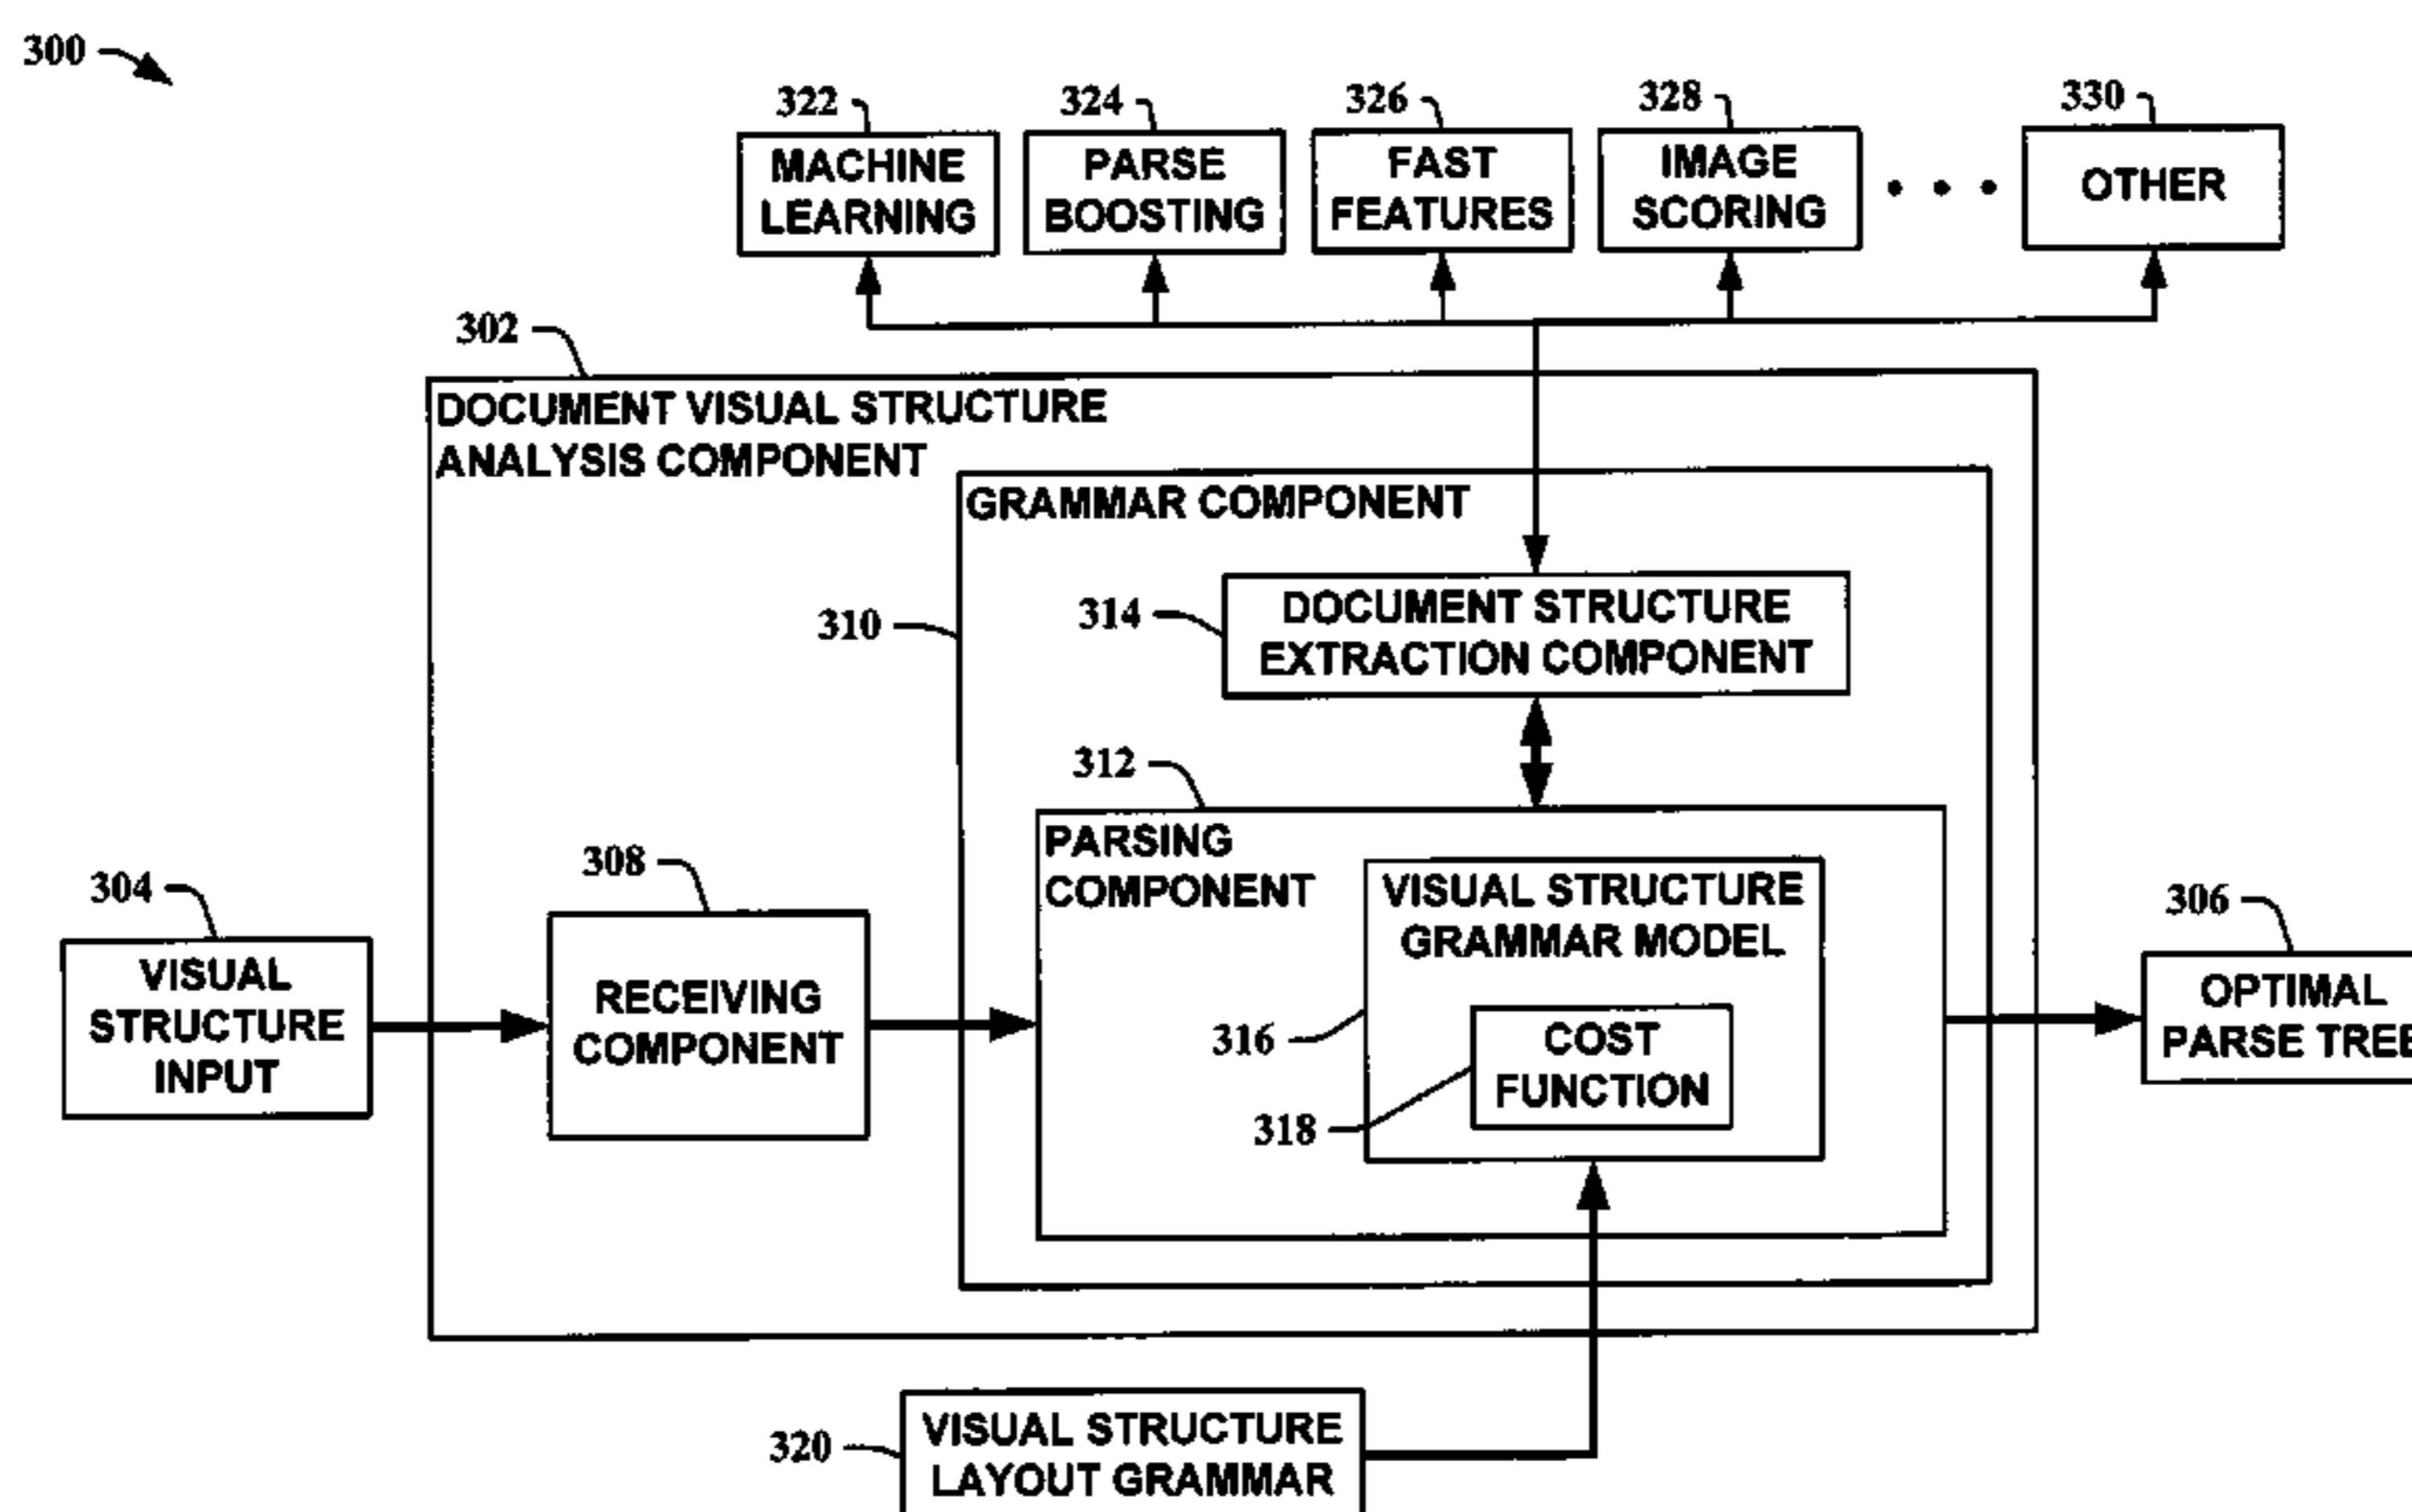 300
322
324
326
328
330
MACHINE
LEARNING
PARSE
BOOSTING
FAST
FEATURES
IMAGE
SCORING
• • •
OTHER
302
DOCUMENT VISUAL STRUCTURE
ANALYSIS COMPONENT
GRAMMAR COMPONENT
310
314
DOCUMENT STRUCTURE
EXTRACTION COMPONENT
312
PARSING
COMPONENT
304
308
VISUAL STRUCTURE
GRAMMAR MODEL
306
VISUAL
STRUCTURE
INPUT
RECEIVING
COMPONENT
316
COST
FUNCTION
318
OPTIMAL
PARSE TREE
320
VISUAL STRUCTURE
LAYOUT GRAMMAR